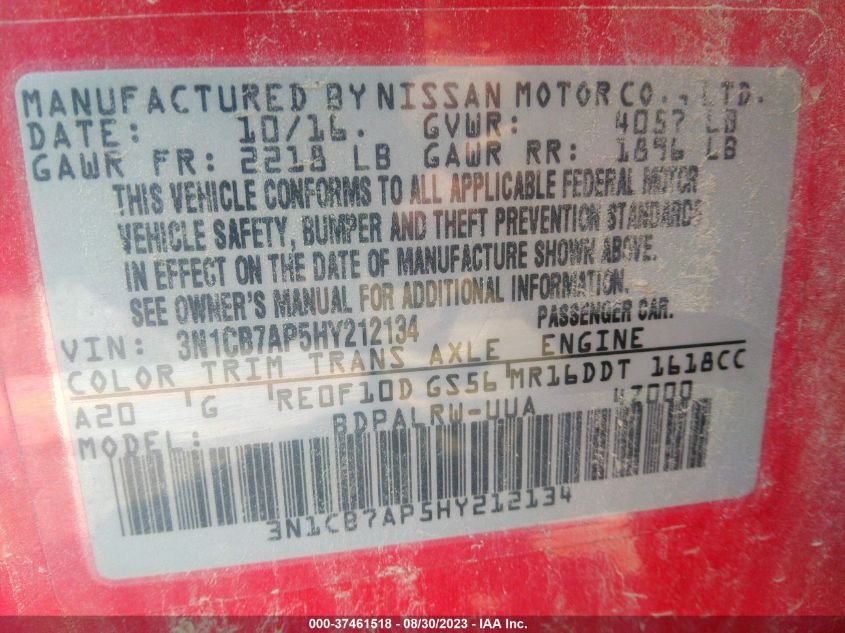 MANUFACTURED BY NISSAN MOTOR CO., LTD.
DATE: 10/16. GVWR: 4057 LB
GAWR FR: 2218 LB GAWR RR: 1896 LB
THIS VEHICLE CONFORMS TO ALL APPLICABLE FEDERAL MOTOR
VEHICLE SAFETY, BUMPER AND THEFT PREVENTION STANDARDS
IN EFFECT ON THE DATE OF MANUFACTURE SHOWN ABOVE.
SEE OWNER'S MANUAL FOR ADDITIONAL INFORMATION.
VIN: 3N1CB7AP5HY212134 PASSENGER CAR.
COLOR TRIM TRANS AXLE ENGINE
A20 G RE0F10D GS56 MR16DDT 1618CC
MODEL: BDPALRW-UUA 47000
3N1CB7AP5HY212134
000-37461518 - 08/30/2023 - IAAI Inc.